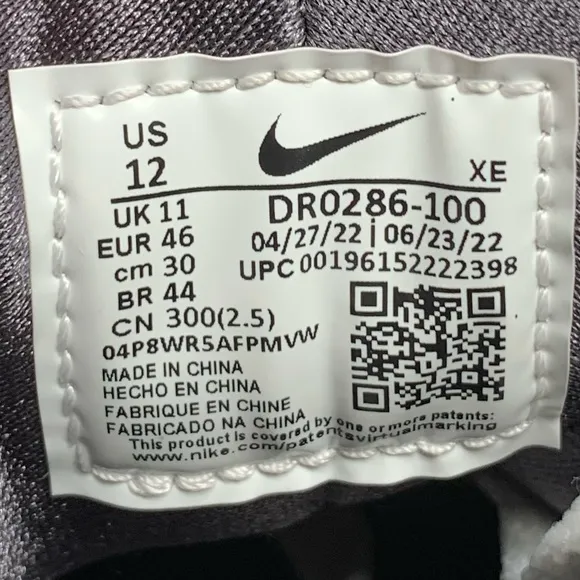 US
12
XE
UK 11
DR0286-100
EUR 46
04/27/22 | 06/23/22
cm 30
UPC 00196152222398
BR 44
CN 300(2.5)
04P8WR5AFPMVW
MADE IN CHINA
HECHO EN CHINA
FABRIQUE EN CHINE
FABRICADO NA CHINA
This product is covered by one or more patents:
www.nike.com/patentsvirtualmarking